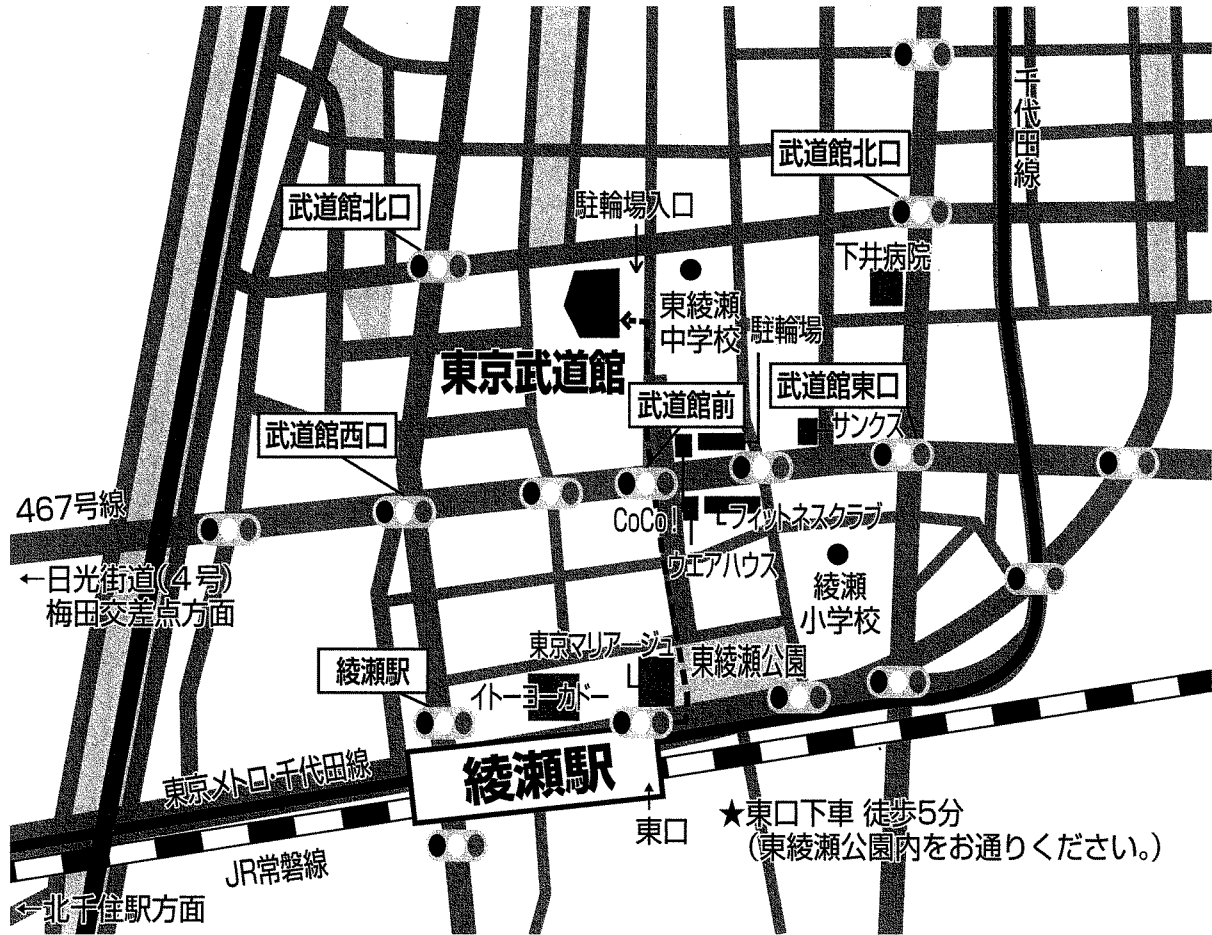 千代田線
武道館北口
武道館北口
駐輪場入口
下井病院
東綾瀬
中学校
駐輪場
東京武道館
武道館前
武道館東口
サンクス
武道館西口
467号線
CoCo!
フィットネスクラブ
ウエアハウス
←日光街道(4号)
梅田交差点方面
綾瀬
小学校
東京マリアージュ
東綾瀬公園
綾瀬駅
イトーヨーカドー
東京メトロ・千代田線
綾瀬駅
東口
★東口下車 徒歩5分
(東綾瀬公園内をお通りください。)
JR常磐線
←北千住駅方面